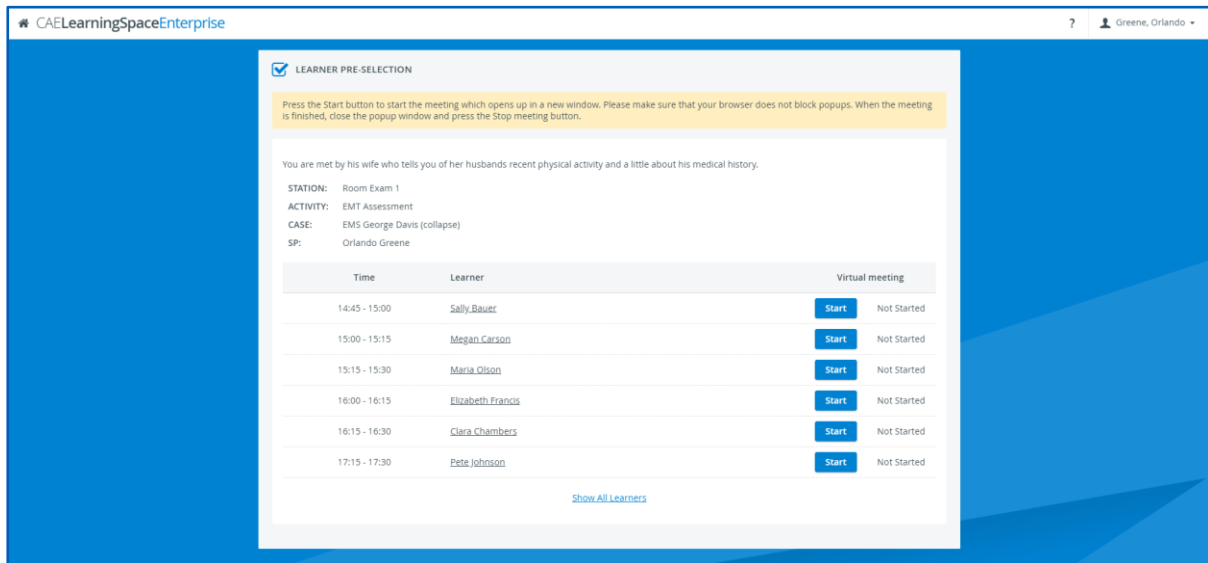 CAELearningSpaceEnterprise
? Greene, Orlando
LEARNER PRE-SELECTION
Press the Start button to start the meeting which opens up in a new window. Please make sure that your browser does not block popups. When the meeting
is finished, close the popup window and press the Stop meeting button.
You are met by his wife who tells you of her husbands recent physical activity and a little about his medical history.
STATION: Room Exam 1
ACTIVITY: EMT Assessment
CASE: EMS George Davis (collapse)
SP: Orlando Greene
Time Learner Virtual meeting
14:45 - 15:00 Sally Bauer Start Not Started
15:00 - 15:15 Megan Carson Start Not Started
15:15 - 15:30 Maria Olson Start Not Started
16:00 - 16:15 Elizabeth Francis Start Not Started
16:15 - 16:30 Clara Chambers Start Not Started
17:15 - 17:30 Pete Johnson Start Not Started
Show All Learners